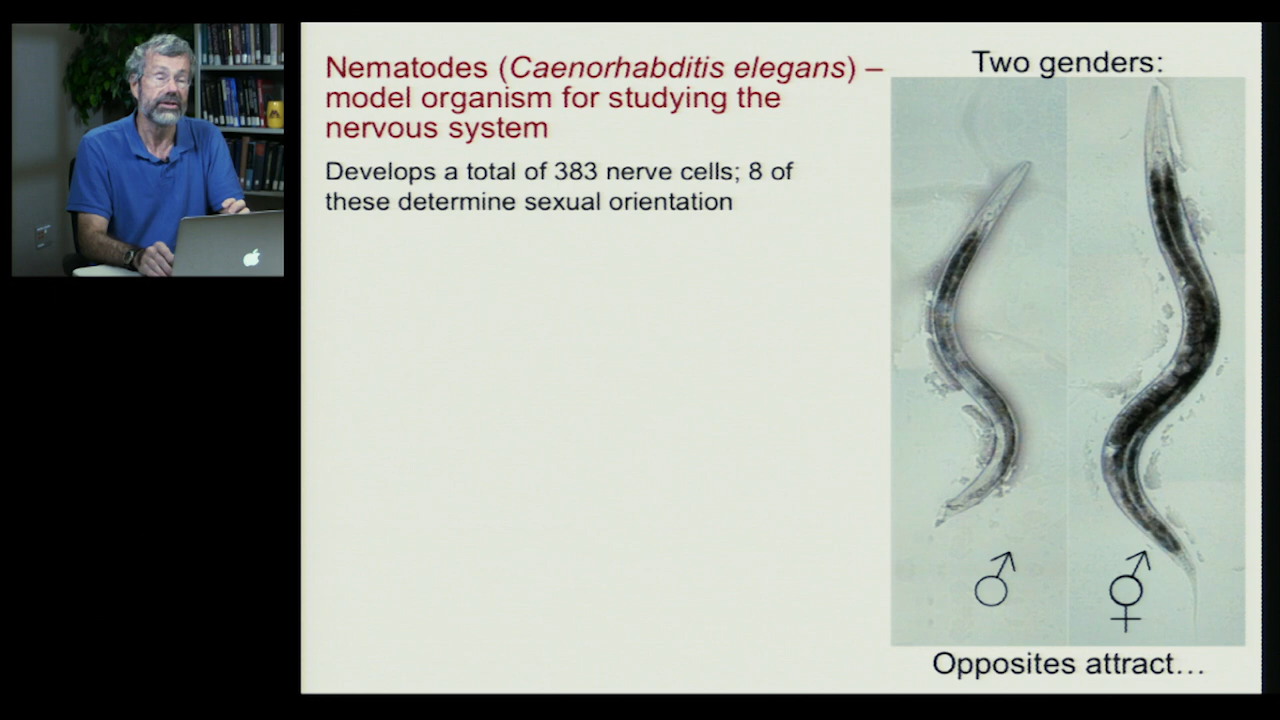 Nematodes (Caenorhabditis elegans) –
model organism for studying the
nervous system
Develops a total of 383 nerve cells; 8 of
these determine sexual orientation
Two genders:
♂
⚥
Opposites attract…